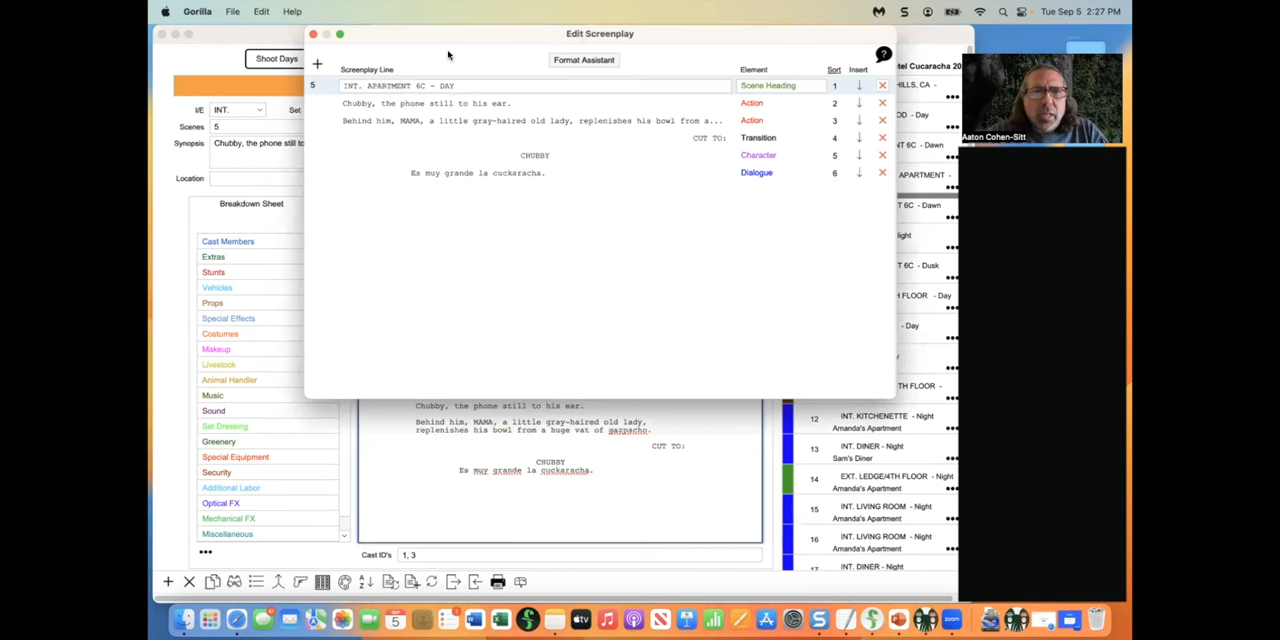 Gorilla File Edit Help
Tue Sep 5 2:27 PM
Edit Screenplay
Shoot Days
Format Assistant
?
Screenplay Line Element Sort Insert
5 INT. APARTMENT 6C - DAY Scene Heading 1
Chubby, the phone still to his ear. Action 2
Behind him, MAMA, a little gray-haired old lady, replenishes his bowl from a... Action 3
CUT TO: Transition 4
CHUBBY Character 5
Es muy grande la cuckaracha. Dialogue 6
I/E INT. Set
Scenes 5
Synopsis Chubby, the phone still to
Location
Breakdown Sheet
Cast Members
Extras
Stunts
Vehicles
Props
Special Effects
Costumes
Makeup
Livestock
Animal Handler
Music
Sound
Set Dressing
Greenery
Special Equipment
Security
Additional Labor
Optical FX
Mechanical FX
Miscellaneous
Chubby, the phone still to his ear.
Behind him, MAMA, a little gray-haired old lady,
replenishes his bowl from a huge vat of gazpacho.
CUT TO:
CHUBBY
Es muy grande la cuckaracha.
Cast ID's 1, 3
tel Cucaracha 20
HILLS, CA -
OD - Day
T 6C - Dawn
APARTMENT -
T 6C - Dawn
ight
T 6C - Dusk
H FLOOR - Day
- Day
TH FLOOR -
12 INT. KITCHENETTE - Night
Amanda's Apartment
13 INT. DINER - Night
Sam's Diner
14 EXT. LEDGE/4TH FLOOR - Night
Amanda's Apartment
15 INT. LIVING ROOM - Night
Amanda's Apartment
16 INT. LIVING ROOM - Night
Amanda's Apartment
17 INT. DINER - Night
Aaton Cohen-Sitt
SEP
5
tv
zoom